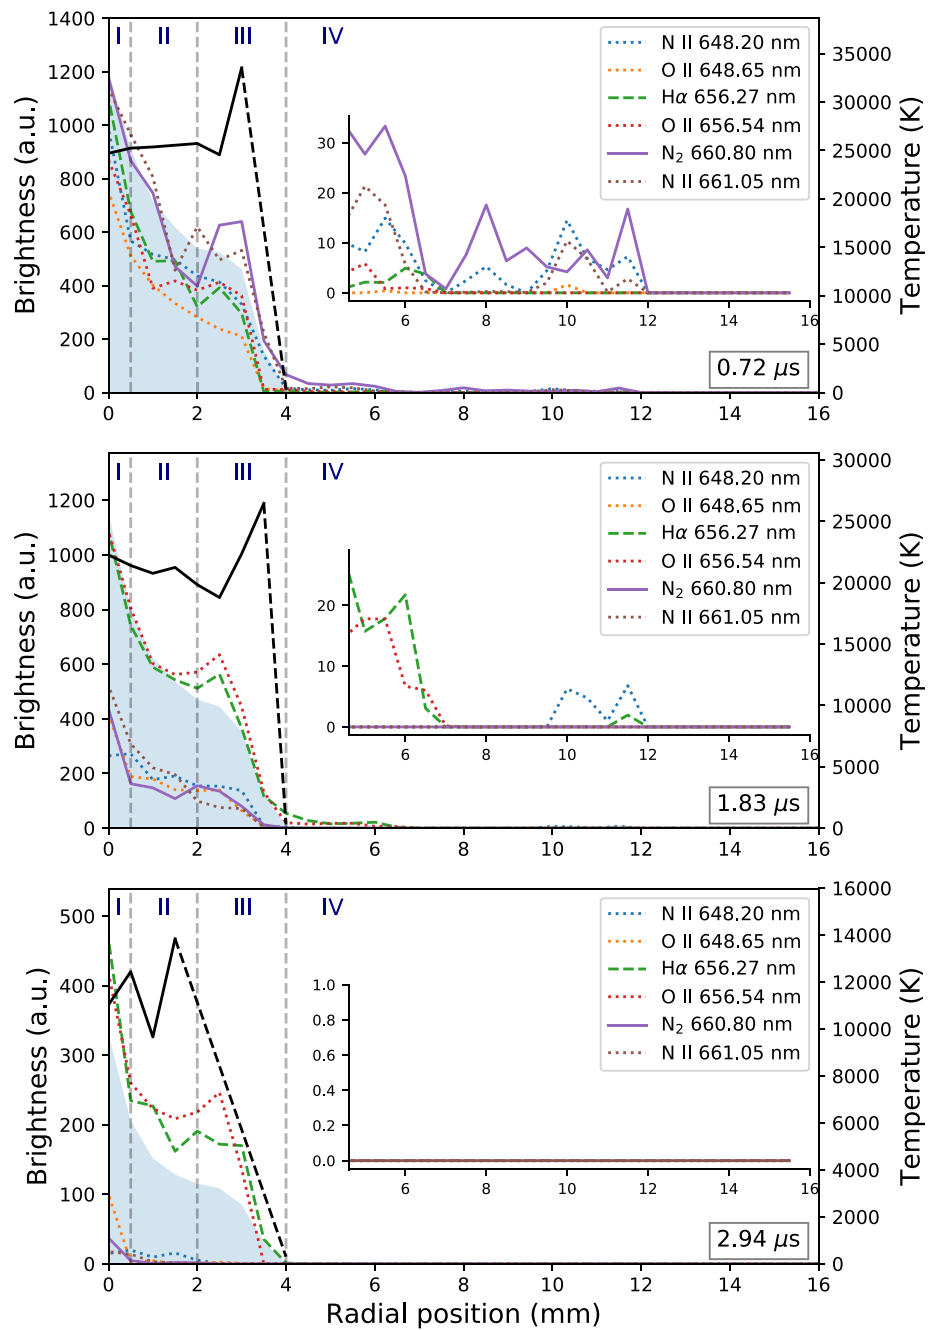 I II III IV
N II 648.20 nm
O II 648.65 nm
Hα 656.27 nm
O II 656.54 nm
N₂ 660.80 nm
N II 661.05 nm
1400
1200
1000
800
600
400
200
0
Brightness (a.u.)
35000
30000
25000
20000
15000
10000
5000
0
Temperature (K)
30
20
10
0
6 8 10 12 14 16
0.72 μs
0 2 4 6 8 10 12 14 16
I II III IV
N II 648.20 nm
O II 648.65 nm
Hα 656.27 nm
O II 656.54 nm
N₂ 660.80 nm
N II 661.05 nm
1200
1000
800
600
400
200
0
Brightness (a.u.)
30000
25000
20000
15000
10000
5000
0
Temperature (K)
20
10
0
6 8 10 12 14 16
1.83 μs
0 2 4 6 8 10 12 14 16
I II III IV
N II 648.20 nm
O II 648.65 nm
Hα 656.27 nm
O II 656.54 nm
N₂ 660.80 nm
N II 661.05 nm
500
400
300
200
100
0
Brightness (a.u.)
16000
14000
12000
10000
8000
6000
4000
2000
0
Temperature (K)
1.0
0.8
0.6
0.4
0.2
0.0
6 8 10 12 14 16
2.94 μs
0 2 4 6 8 10 12 14 16
Radial position (mm)